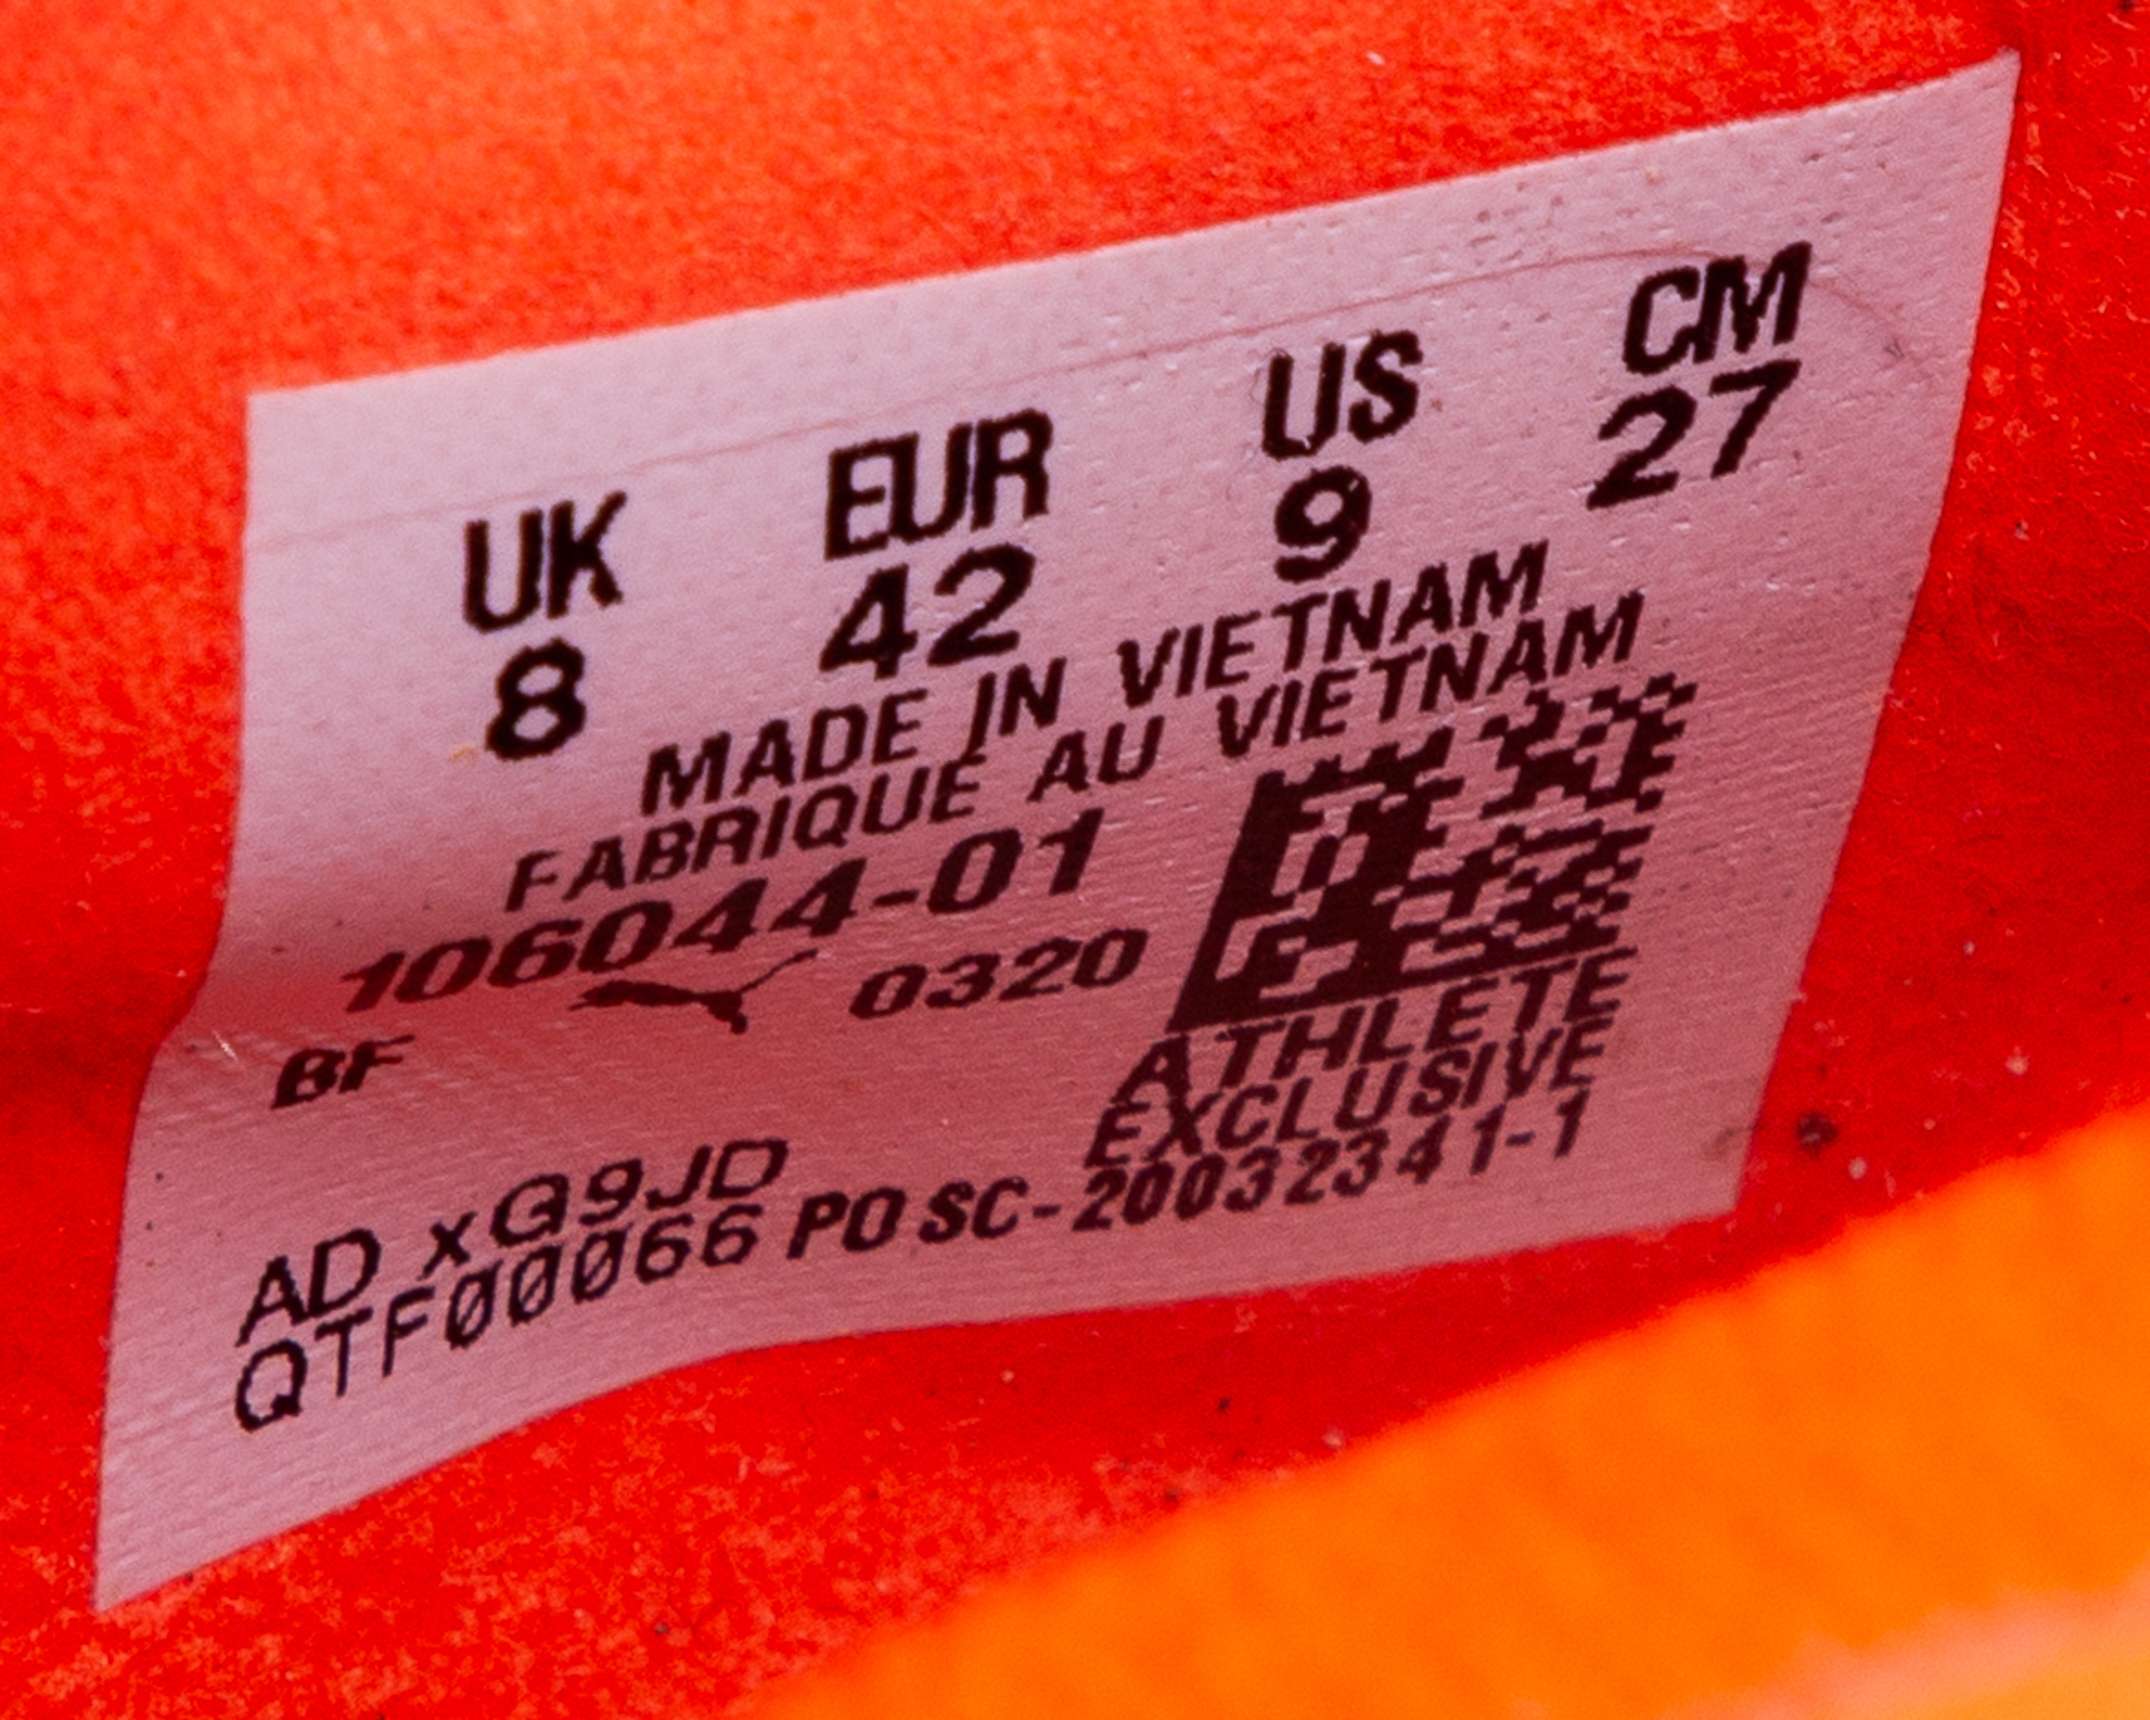 UK EUR US CM
8 42 9 27
MADE IN VIETNAM
FABRIQUÉ AU VIETNAM
106044-01
BF 0320
ATHLETE
EXCLUSIVE
AD xG9JD
QTF00066 PO SC-20032341-1